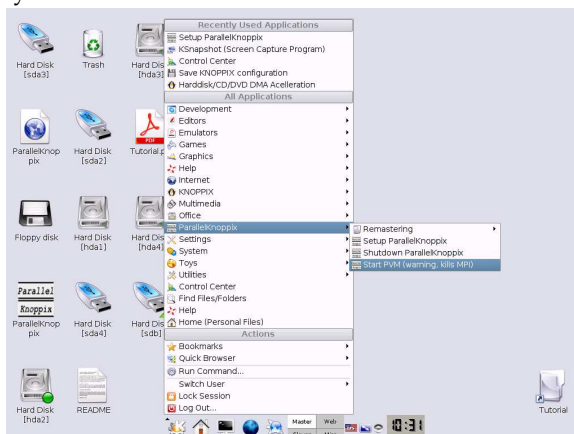 y
Hard Disk
[sda3]
Trash
Hard Dis
[hda3]
ParallelKnop
pix
Hard Disk
[sda2]
Tutorial.p
PDF
Floppy disk
Hard Disk
[hda1]
Hard Dis
[hda4]
Parallel
Knoppix
ParallelKnop
pix
Hard Disk
[sda4]
Hard Dis
[sdb]
Hard Disk
[hda2]
README
Recently Used Applications
Setup ParallelKnoppix
KSnapshot (Screen Capture Program)
Control Center
Save KNOPPIX configuration
Harddisk/CD/DVD DMA Acelleration
All Applications
Development
Editors
Emulators
Games
Graphics
Help
Internet
KNOPPIX
Multimedia
Office
ParallelKnoppix
Settings
System
Toys
Utilities
Control Center
Find Files/Folders
Help
Home (Personal Files)
Actions
Bookmarks
Quick Browser
Run Command...
Switch User
Lock Session
Log Out...
Remastering
Setup ParallelKnoppix
Shutdown ParallelKnoppix
Start PVM (warning, kills MPI)
Tutorial
Master
Web
10:31